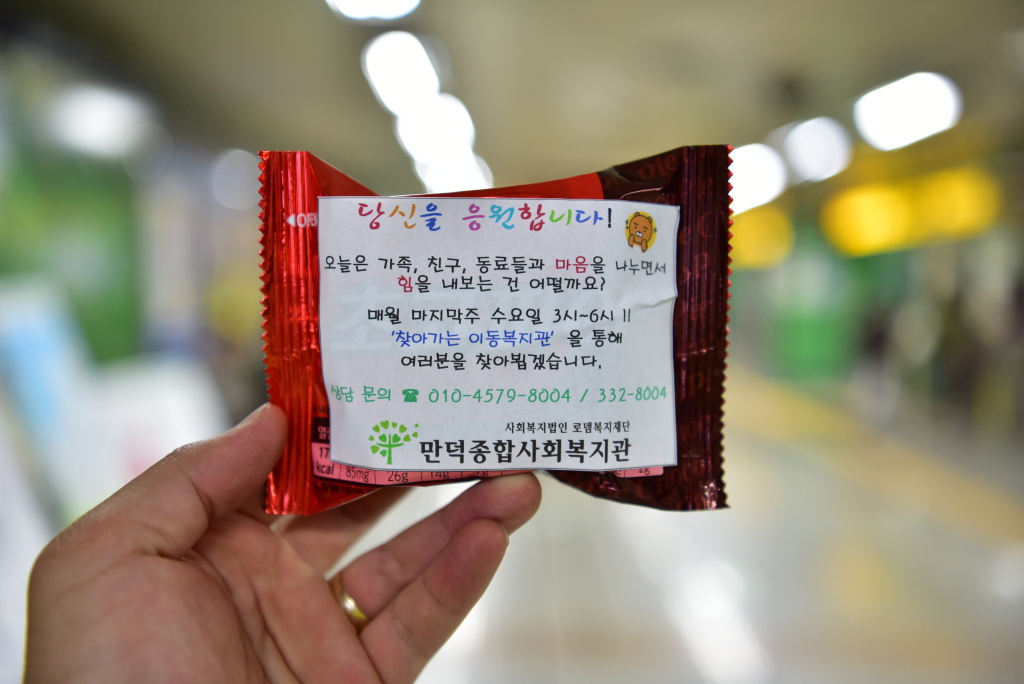 ◀OPEN
당신을 응원합니다!
오늘은 가족, 친구, 동료들과 마음을 나누면서
힘을 내보는 건 어떨까요?
매월 마지막주 수요일 3시~6시 !!
'찾아가는 이동복지관' 을 통해
여러분을 찾아뵙겠습니다.
상담 문의 ☎ 010-4579-8004 / 332-8004
사회복지법인 로뎀복지재단
만덕종합사회복지관
kcal 85mg 26g 14g